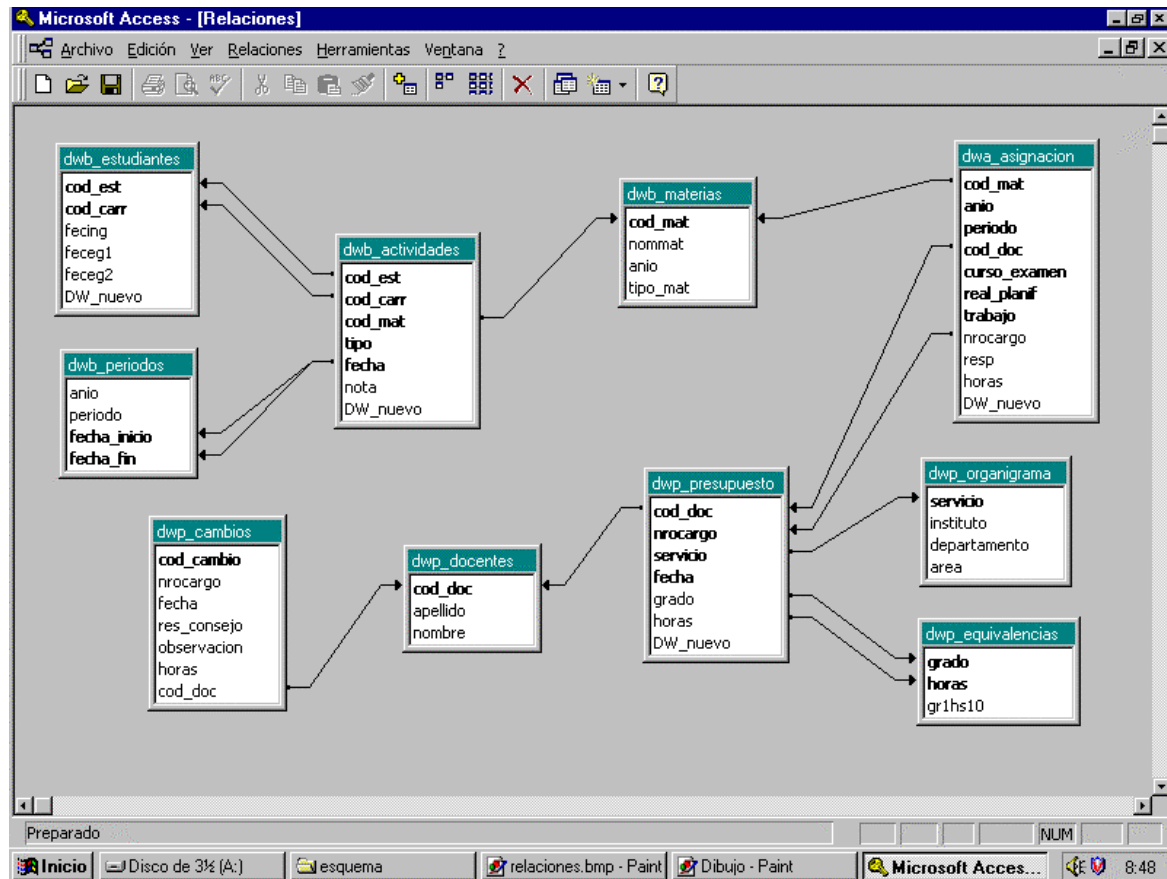 Microsoft Access - [Relaciones]
Archivo Edición Ver Relaciones Herramientas Ventana ?
dwb_estudiantes
cod_est
cod_carr
fecing
feceg1
feceg2
DW_nuevo
dwb_periodos
anio
periodo
fecha_inicio
fecha_fin
dwb_actividades
cod_est
cod_carr
cod_mat
tipo
fecha
nota
DW_nuevo
dwb_materias
cod_mat
nommat
anio
tipo_mat
dwa_asignacion
cod_mat
anio
periodo
cod_doc
curso_examen
real_planif
trabajo
nrocargo
resp
horas
DW_nuevo
dwp_cambios
cod_cambio
nrocargo
fecha
res_consejo
observacion
horas
cod_doc
dwp_docentes
cod_doc
apellido
nombre
dwp_presupuesto
cod_doc
nrocargo
servicio
fecha
grado
horas
DW_nuevo
dwp_organigrama
servicio
instituto
departamento
area
dwp_equivalencias
grado
horas
gr1hs10
Preparado
NUM
Inicio
Disco de 3½ (A:)
esquema
relaciones.bmp - Paint
Dibujo - Paint
Microsoft Acces...
8:48